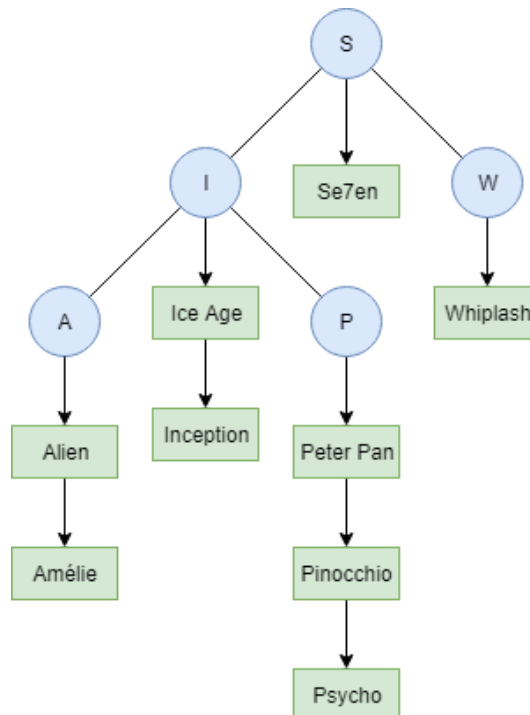 S
I
Se7en
W
A
Ice Age
P
Whiplash
Alien
Inception
Peter Pan
Amélie
Pinocchio
Psycho